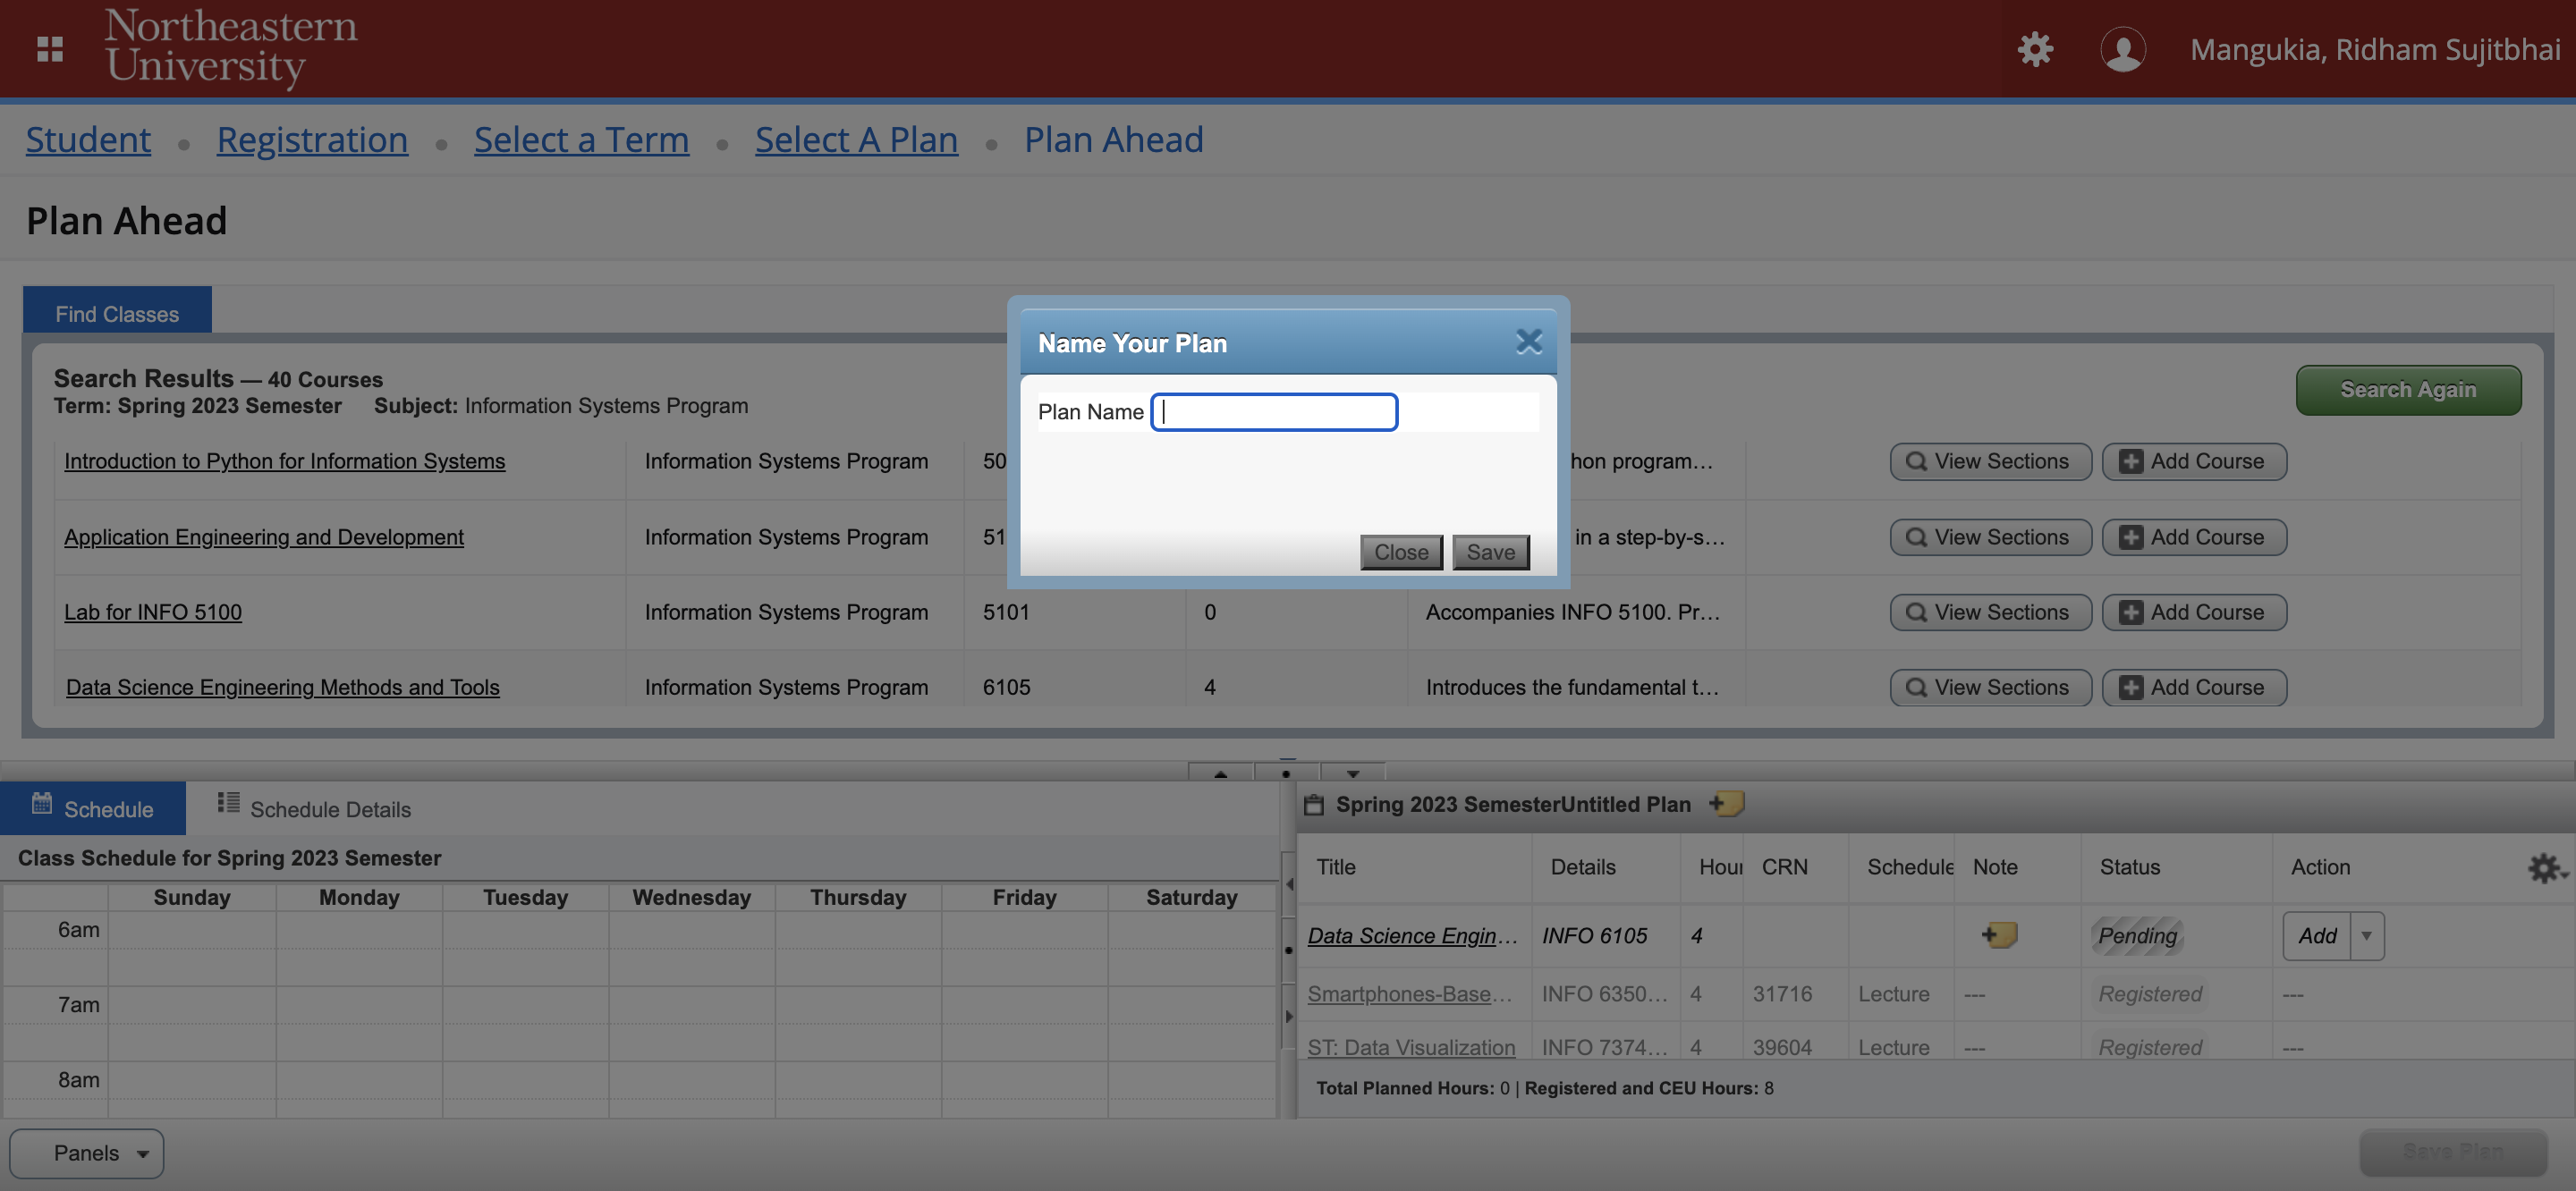 Northeastern
University
Mangukia, Ridham Sujitbhai
Student • Registration • Select a Term • Select A Plan • Plan Ahead
Plan Ahead
Find Classes
Search Results — 40 Courses
Term: Spring 2023 Semester Subject: Information Systems Program
Search Again
Introduction to Python for Information Systems Information Systems Program 50 hon program... View Sections Add Course
Application Engineering and Development Information Systems Program 51 in a step-by-s... View Sections Add Course
Lab for INFO 5100 Information Systems Program 5101 0 Accompanies INFO 5100. Pr... View Sections Add Course
Data Science Engineering Methods and Tools Information Systems Program 6105 4 Introduces the fundamental t... View Sections Add Course
Name Your Plan
Plan Name
Close Save
Schedule Schedule Details
Class Schedule for Spring 2023 Semester
Sunday Monday Tuesday Wednesday Thursday Friday Saturday
6am
7am
8am
Spring 2023 SemesterUntitled Plan
Title Details Hour CRN Schedule Note Status Action
Data Science Engin... INFO 6105 4 Pending Add
Smartphones-Base... INFO 6350... 4 31716 Lecture --- Registered ---
ST: Data Visualization INFO 7374... 4 39604 Lecture --- Registered ---
Total Planned Hours: 0 | Registered and CEU Hours: 8
Panels
Save Plan